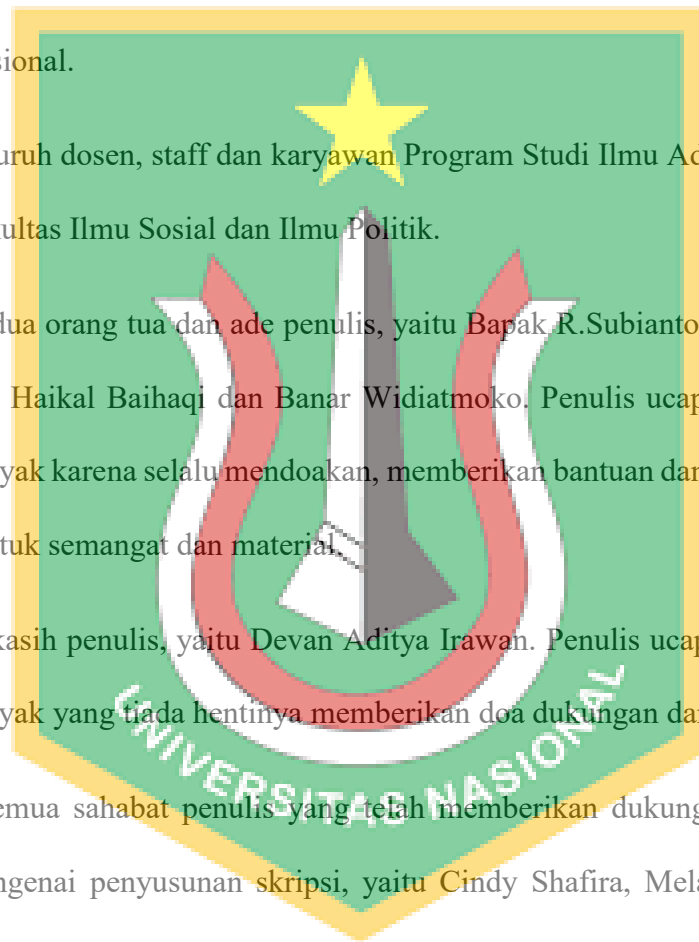 sional.
uruh dosen, staff dan karyawan Program Studi Ilmu Ad
kultas Ilmu Sosial dan Ilmu Politik.
dua orang tua dan ade penulis, yaitu Bapak R.Subianto
Haikal Baihaqi dan Banar Widiatmoko. Penulis ucap
yak karena selalu mendoakan, memberikan bantuan dan
tuk semangat dan material.
kasih penulis, yaitu Devan Aditya Irawan. Penulis ucap
yak yang tiada hentinya memberikan doa dukungan dan
UNIVERSITAS NASIONAL
emua sahabat penulis yang telah memberikan dukung
ngenai penyusunan skripsi, yaitu Cindy Shafira, Mela